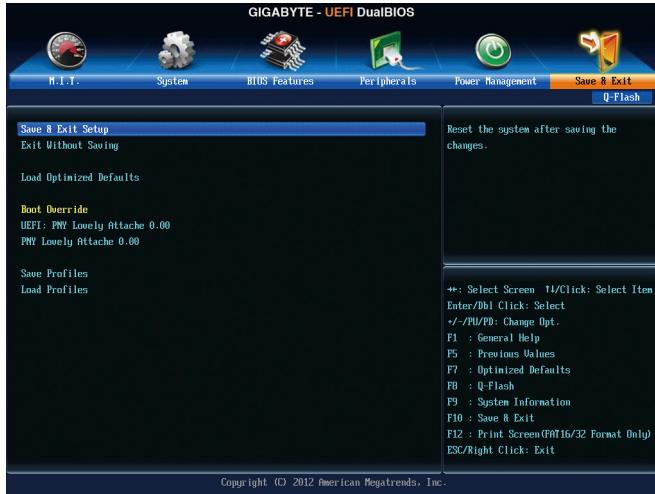 GIGABYTE - UEFI DualBIOS
M.I.T.
System
BIOS Features
Peripherals
Power Management
Save & Exit
Q-Flash
Save & Exit Setup
Exit Without Saving
Load Optimized Defaults
Boot Override
UEFI: PNY Lovely Attache 0.00
PNY Lovely Attache 0.00
Save Profiles
Load Profiles
Reset the system after saving the
changes.
→←: Select Screen ↑↓/Click: Select Item
Enter/Dbl Click: Select
+/-/PU/PD: Change Opt.
F1 : General Help
F5 : Previous Values
F7 : Optimized Defaults
F8 : Q-Flash
F9 : System Information
F10 : Save & Exit
F12 : Print Screen(FAT16/32 Format Only)
ESC/Right Click: Exit
Copyright (C) 2012 American Megatrends, Inc.